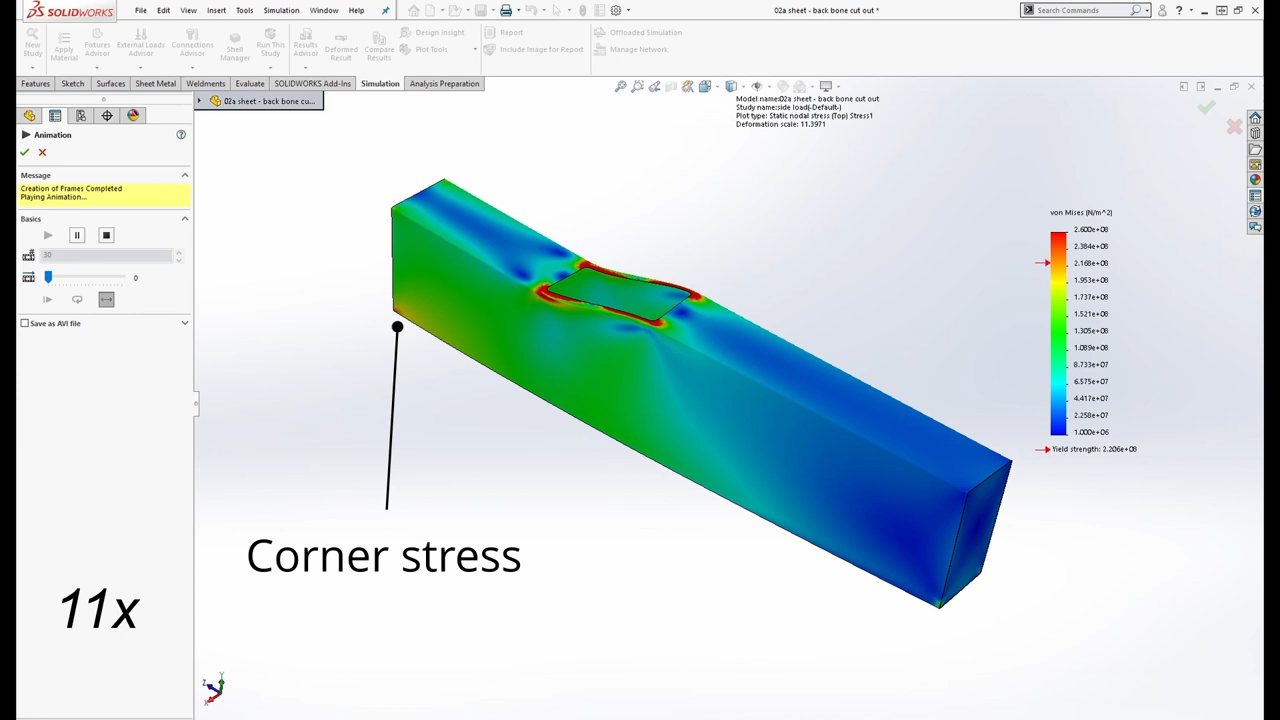 SOLIDWORKS
File Edit View Insert Tools Simulation Window Help
02a sheet - back bone cut out *
Search Commands
New Study
Apply Material
Fixtures Advisor
External Loads Advisor
Connections Advisor
Shell Manager
Run This Study
Results Advisor
Deformed Result
Compare Results
Design Insight
Plot Tools
Report
Include Image for Report
Offloaded Simulation
Manage Network
Features Sketch Surfaces Sheet Metal Weldments Evaluate SOLIDWORKS Add-Ins Simulation Analysis Preparation
02a sheet - back bone cu...
Model name:02a sheet - back bone cut out
Study name:side load(-Default-)
Plot type: Static nodal stress (Top) Stress1
Deformation scale: 11.3971
Animation
Message
Creation of Frames Completed
Playing Animation...
Basics
30
0
Save as AVI file
von Mises (N/m^2)
2.600e+08
2.384e+08
2.168e+08
1.953e+08
1.737e+08
1.521e+08
1.305e+08
1.089e+08
8.733e+07
6.575e+07
4.417e+07
2.258e+07
1.000e+06
Yield strength: 2.206e+08
Corner stress
11x
Y
Z
X